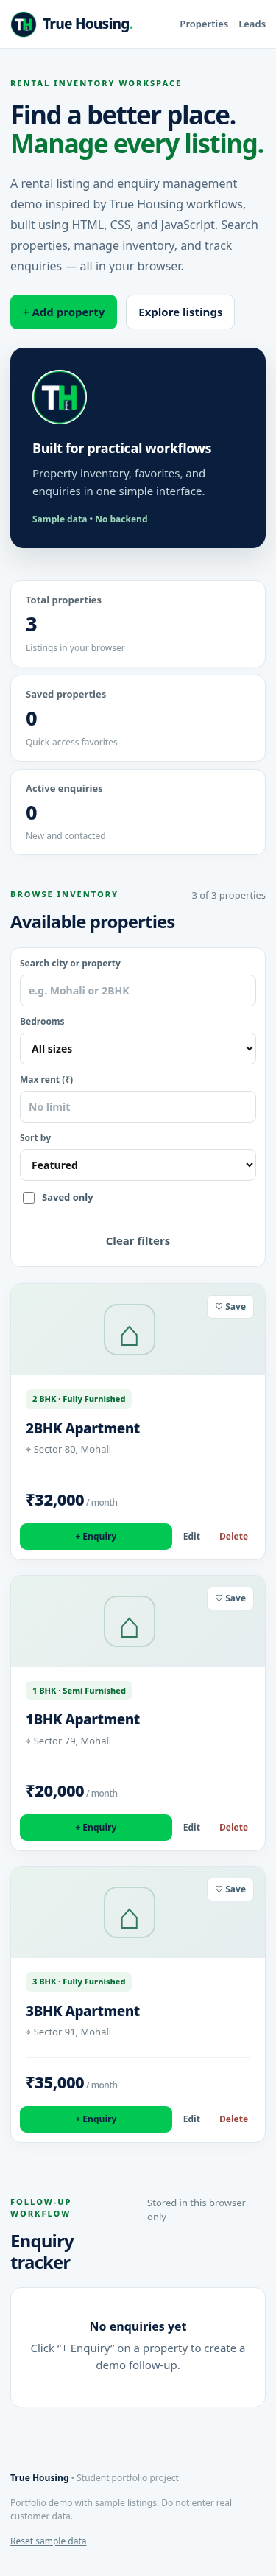 TH True Housing. Properties Leads
RENTAL INVENTORY WORKSPACE
Find a better place.
Manage every listing.
A rental listing and enquiry management
demo inspired by True Housing workflows,
built using HTML, CSS, and JavaScript. Search
properties, manage inventory, and track
enquiries — all in your browser.
+ Add property Explore listings
TH
Built for practical workflows
Property inventory, favorites, and
enquiries in one simple interface.
Sample data • No backend
Total properties
3
Listings in your browser
Saved properties
0
Quick-access favorites
Active enquiries
0
New and contacted
BROWSE INVENTORY
3 of 3 properties
Available properties
Search city or property
e.g. Mohali or 2BHK
Bedrooms
All sizes
Max rent (₹)
No limit
Sort by
Featured
Saved only
Clear filters
♡ Save
2 BHK · Fully Furnished
2BHK Apartment
⌖ Sector 80, Mohali
₹32,000 / month
+ Enquiry Edit Delete
♡ Save
1 BHK · Semi Furnished
1BHK Apartment
⌖ Sector 79, Mohali
₹20,000 / month
+ Enquiry Edit Delete
♡ Save
3 BHK · Fully Furnished
3BHK Apartment
⌖ Sector 91, Mohali
₹35,000 / month
+ Enquiry Edit Delete
FOLLOW-UP
WORKFLOW
Enquiry
tracker
Stored in this browser
only
No enquiries yet
Click “+ Enquiry” on a property to create a
demo follow-up.
True Housing • Student portfolio project
Portfolio demo with sample listings. Do not enter real
customer data.
Reset sample data